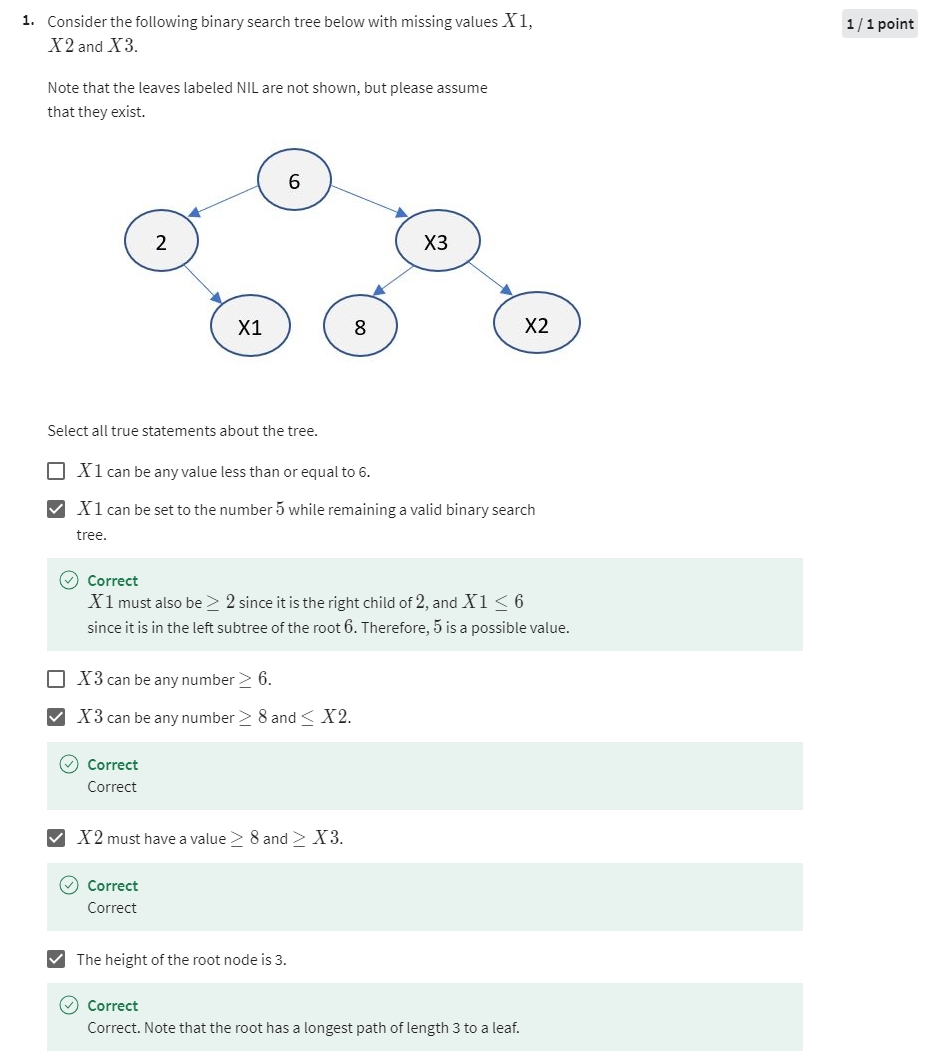 1. Consider the following binary search tree below with missing values X1,
1 / 1 point
X2 and X3.
Note that the leaves labeled NIL are not shown, but please assume
that they exist.
6
2
X3
X1
8
X2
Select all true statements about the tree.
X1 can be any value less than or equal to 6.
X1 can be set to the number 5 while remaining a valid binary search
tree.
Correct
X1 must also be ≥ 2 since it is the right child of 2, and X1 ≤ 6
since it is in the left subtree of the root 6. Therefore, 5 is a possible value.
X3 can be any number ≥ 6.
X3 can be any number ≥ 8 and ≤ X2.
Correct
Correct
X2 must have a value ≥ 8 and ≥ X3.
Correct
Correct
The height of the root node is 3.
Correct
Correct. Note that the root has a longest path of length 3 to a leaf.